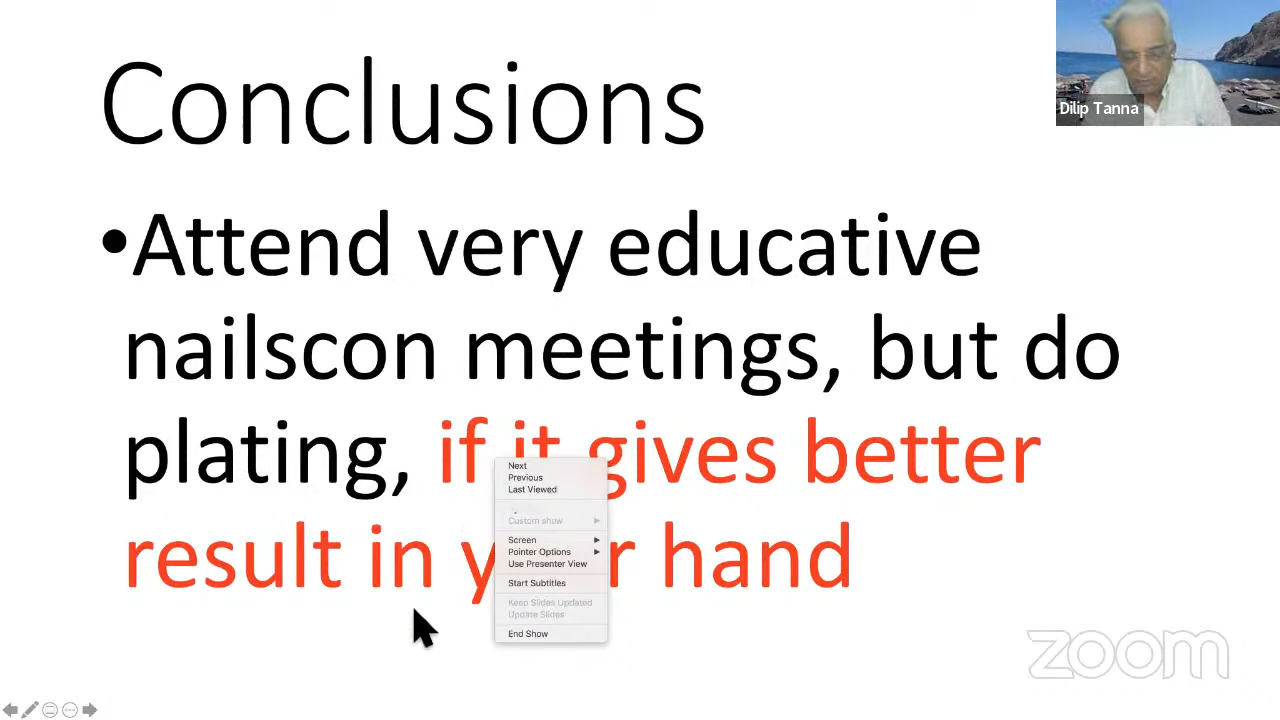 Conclusions
Dilip Tanna
•Attend very educative
nailscon meetings, but do
plating, if it gives better
result in hand
Next
Previous
Last Viewed
Custom show
Screen
Pointer Options
Use Presenter View
Start Subtitles
Keep Slides Updated
Update Slides
End Show
zoom